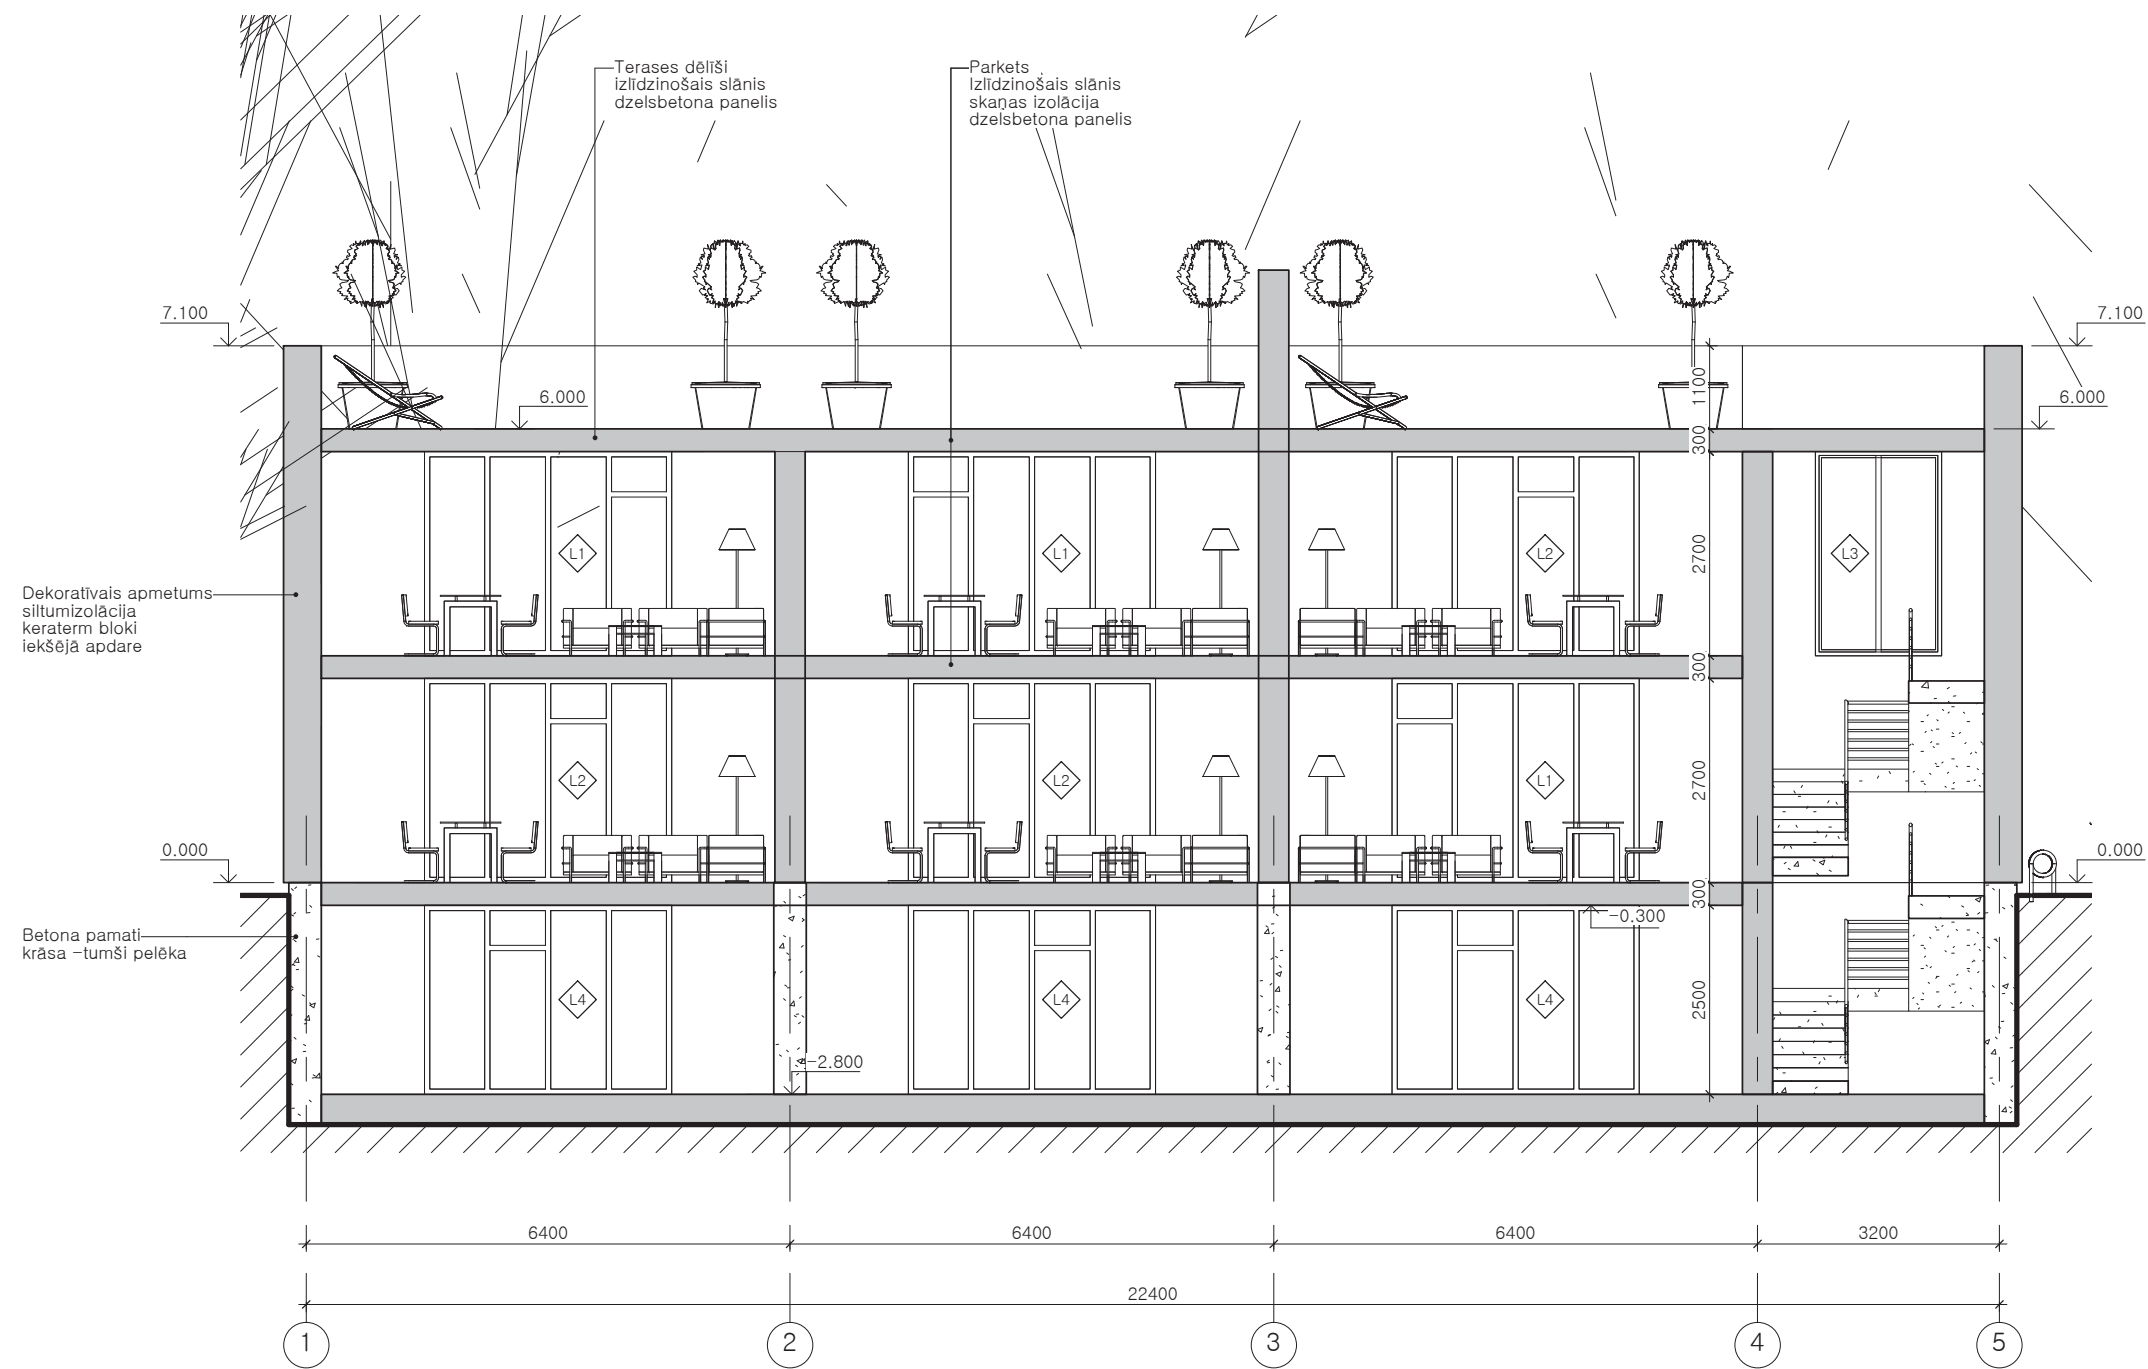 Terases dēlīši
izlīdzinošais slānis
dzelsbetona panelis
Parkets
Izlīdzinošais slānis
skaņas izolācija
dzelsbetona panelis
7.100
7.100
6.000
6.000
1100
300
L1
L1
L2
L3
2700
Dekoratīvais apmetums
siltumizolācija
keraterm bloki
iekšējā apdare
300
L2
L2
L1
2700
0.000
0.000
300
-0.300
Betona pamati
krāsa -tumši pelēka
L4
L4
L4
2500
-2.800
6400
6400
6400
3200
22400
1
2
3
4
5